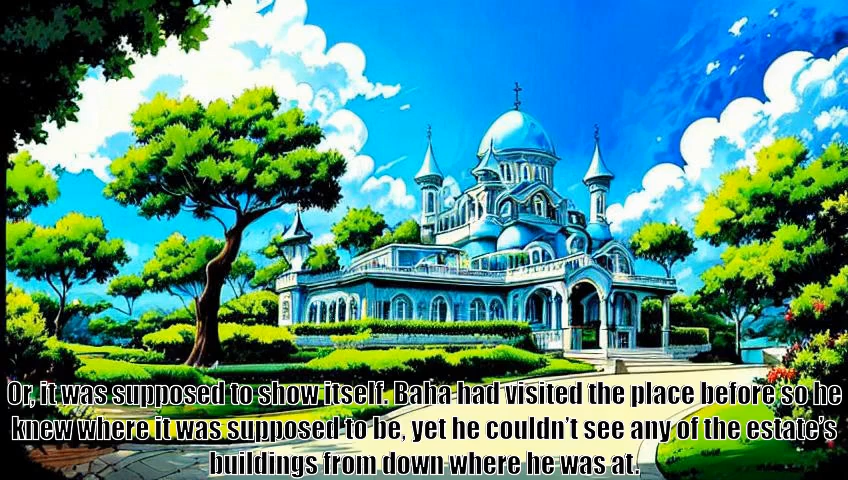 Or, it was supposed to show itself. Baha had visited the place before so he
knew where it was supposed to be, yet he couldn’t see any of the estate’s
buildings from down where he was at.